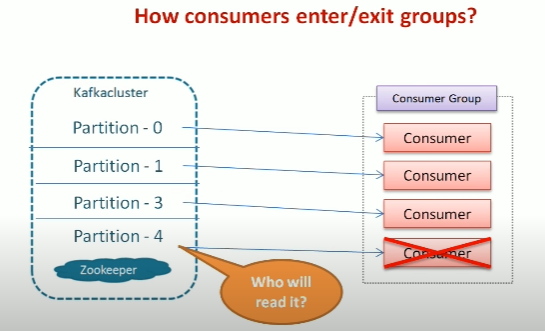 How consumers enter/exit groups?
Kafkacluster
Partition - 0
Partition - 1
Partition - 3
Partition - 4
Zookeeper
Who will
read it?
Consumer Group
Consumer
Consumer
Consumer
Consumer